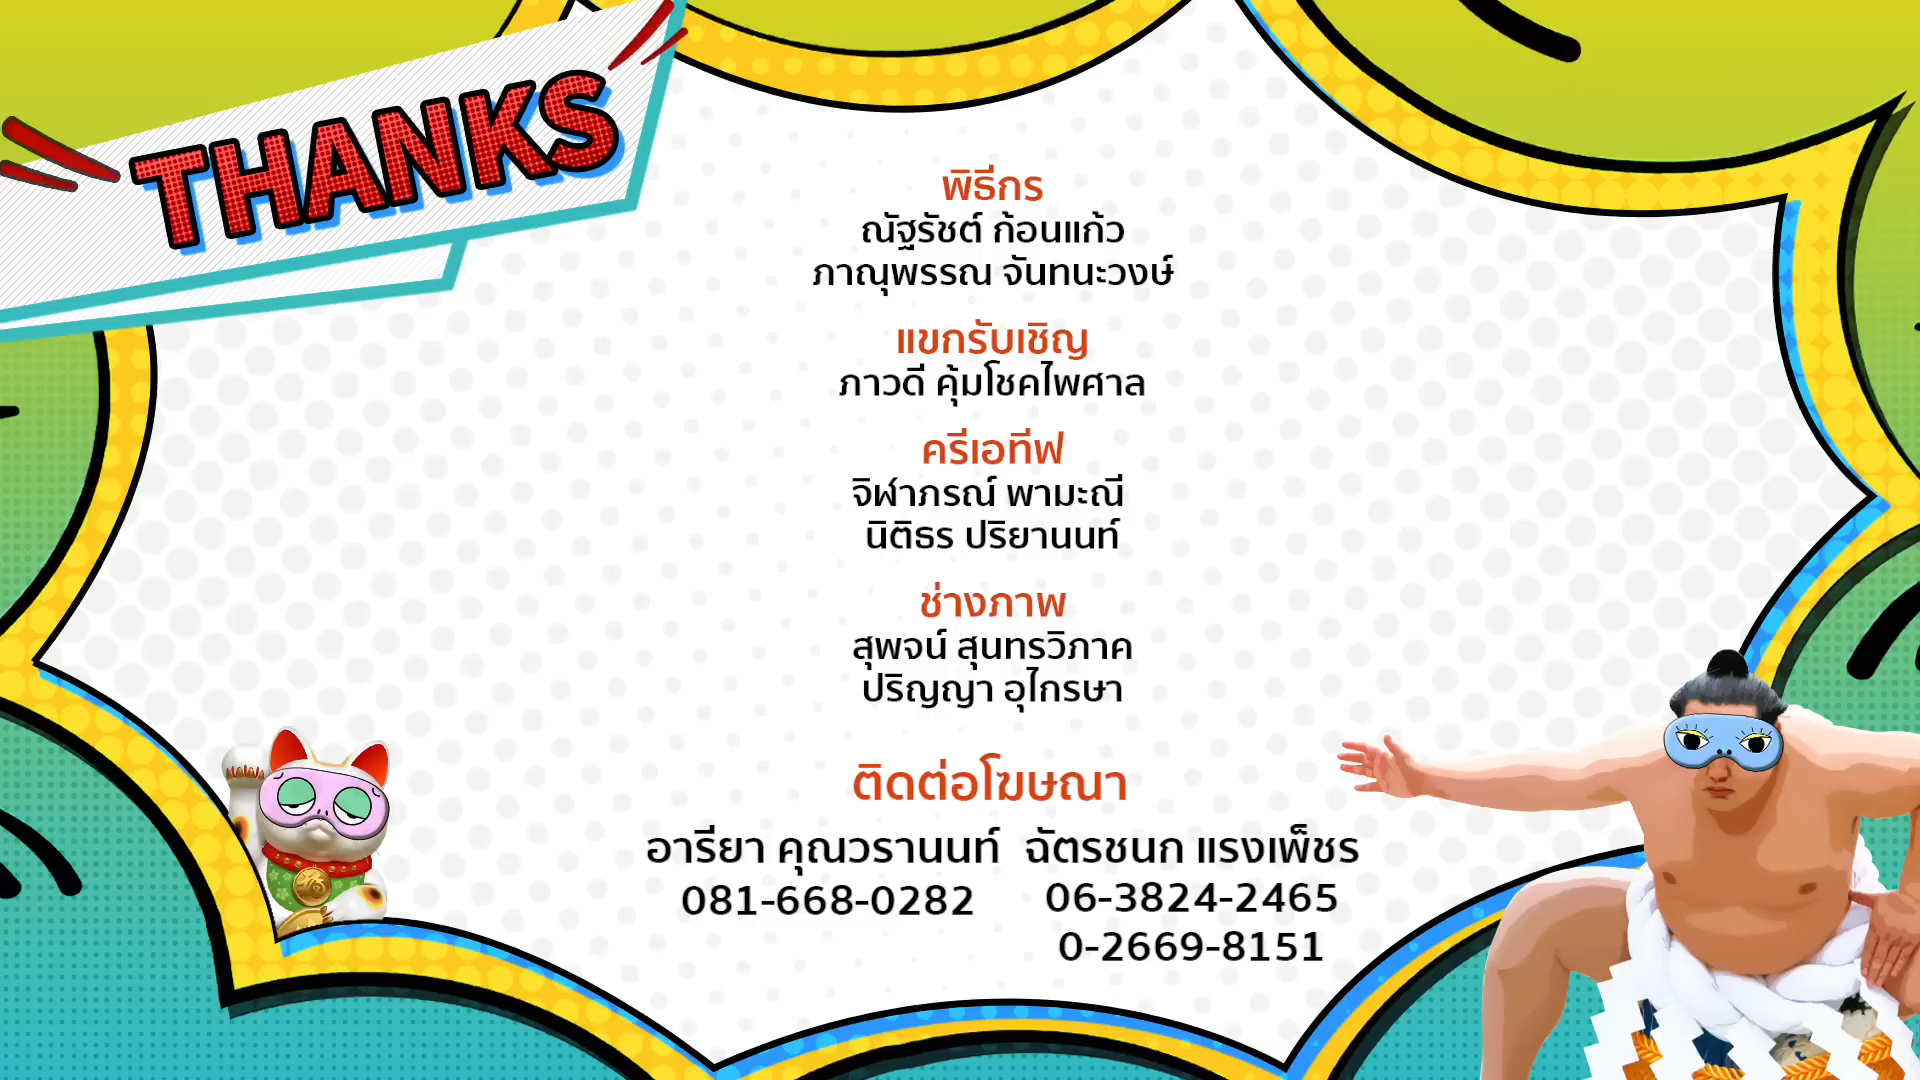 THANKS
พิธีกร
ณัฐรัชต์ ก้อนแก้ว
ภาณุพรรณ จันทนะวงษ์
แขกรับเชิญ
ภาวดี คุ้มโชคไพศาล
ครีเอทีฟ
จิฬาภรณ์ พามะณี
นิติธร ปริยานนท์
ช่างภาพ
สุพจน์ สุนทรวิภาค
ปริญญา อุไกรษา
ติดต่อโฆษณา
อารียา คุณวรานนท์ ฉัตรชนก แรงเพ็ชร
081-668-0282 06-3824-2465
0-2669-8151